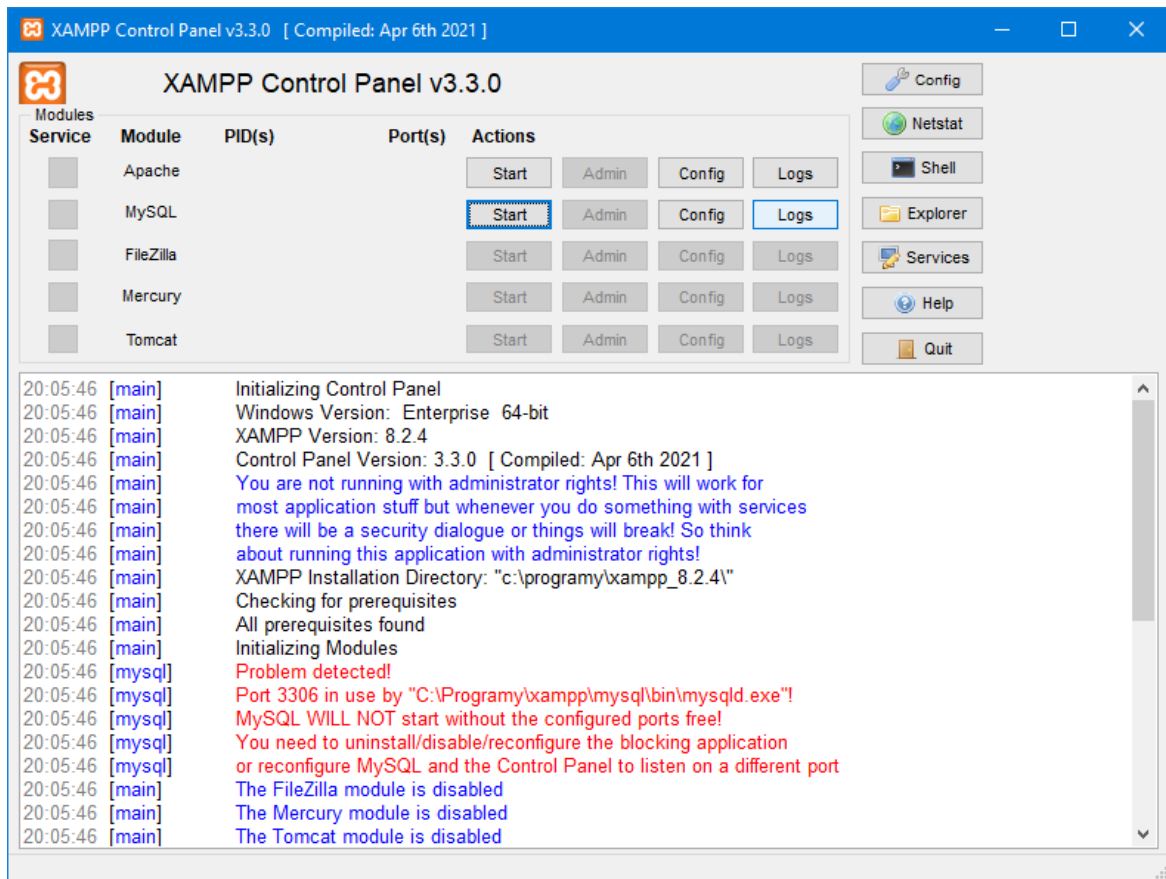 XAMPP Control Panel v3.3.0 [ Compiled: Apr 6th 2021 ]
XAMPP Control Panel v3.3.0
Config
Modules
Netstat
Service Module PID(s) Port(s) Actions
Apache Start Admin Config Logs
Shell
MySQL Start Admin Config Logs
Explorer
FileZilla Start Admin Config Logs
Services
Mercury Start Admin Config Logs
Help
Tomcat Start Admin Config Logs
Quit
20:05:46 [main] Initializing Control Panel
20:05:46 [main] Windows Version: Enterprise 64-bit
20:05:46 [main] XAMPP Version: 8.2.4
20:05:46 [main] Control Panel Version: 3.3.0 [ Compiled: Apr 6th 2021 ]
20:05:46 [main] You are not running with administrator rights! This will work for
20:05:46 [main] most application stuff but whenever you do something with services
20:05:46 [main] there will be a security dialogue or things will break! So think
20:05:46 [main] about running this application with administrator rights!
20:05:46 [main] XAMPP Installation Directory: "c:\programy\xampp_8.2.4\"
20:05:46 [main] Checking for prerequisites
20:05:46 [main] All prerequisites found
20:05:46 [main] Initializing Modules
20:05:46 [mysql] Problem detected!
20:05:46 [mysql] Port 3306 in use by "C:\Programy\xampp\mysql\bin\mysqld.exe"!
20:05:46 [mysql] MySQL WILL NOT start without the configured ports free!
20:05:46 [mysql] You need to uninstall/disable/reconfigure the blocking application
20:05:46 [mysql] or reconfigure MySQL and the Control Panel to listen on a different port
20:05:46 [main] The FileZilla module is disabled
20:05:46 [main] The Mercury module is disabled
20:05:46 [main] The Tomcat module is disabled